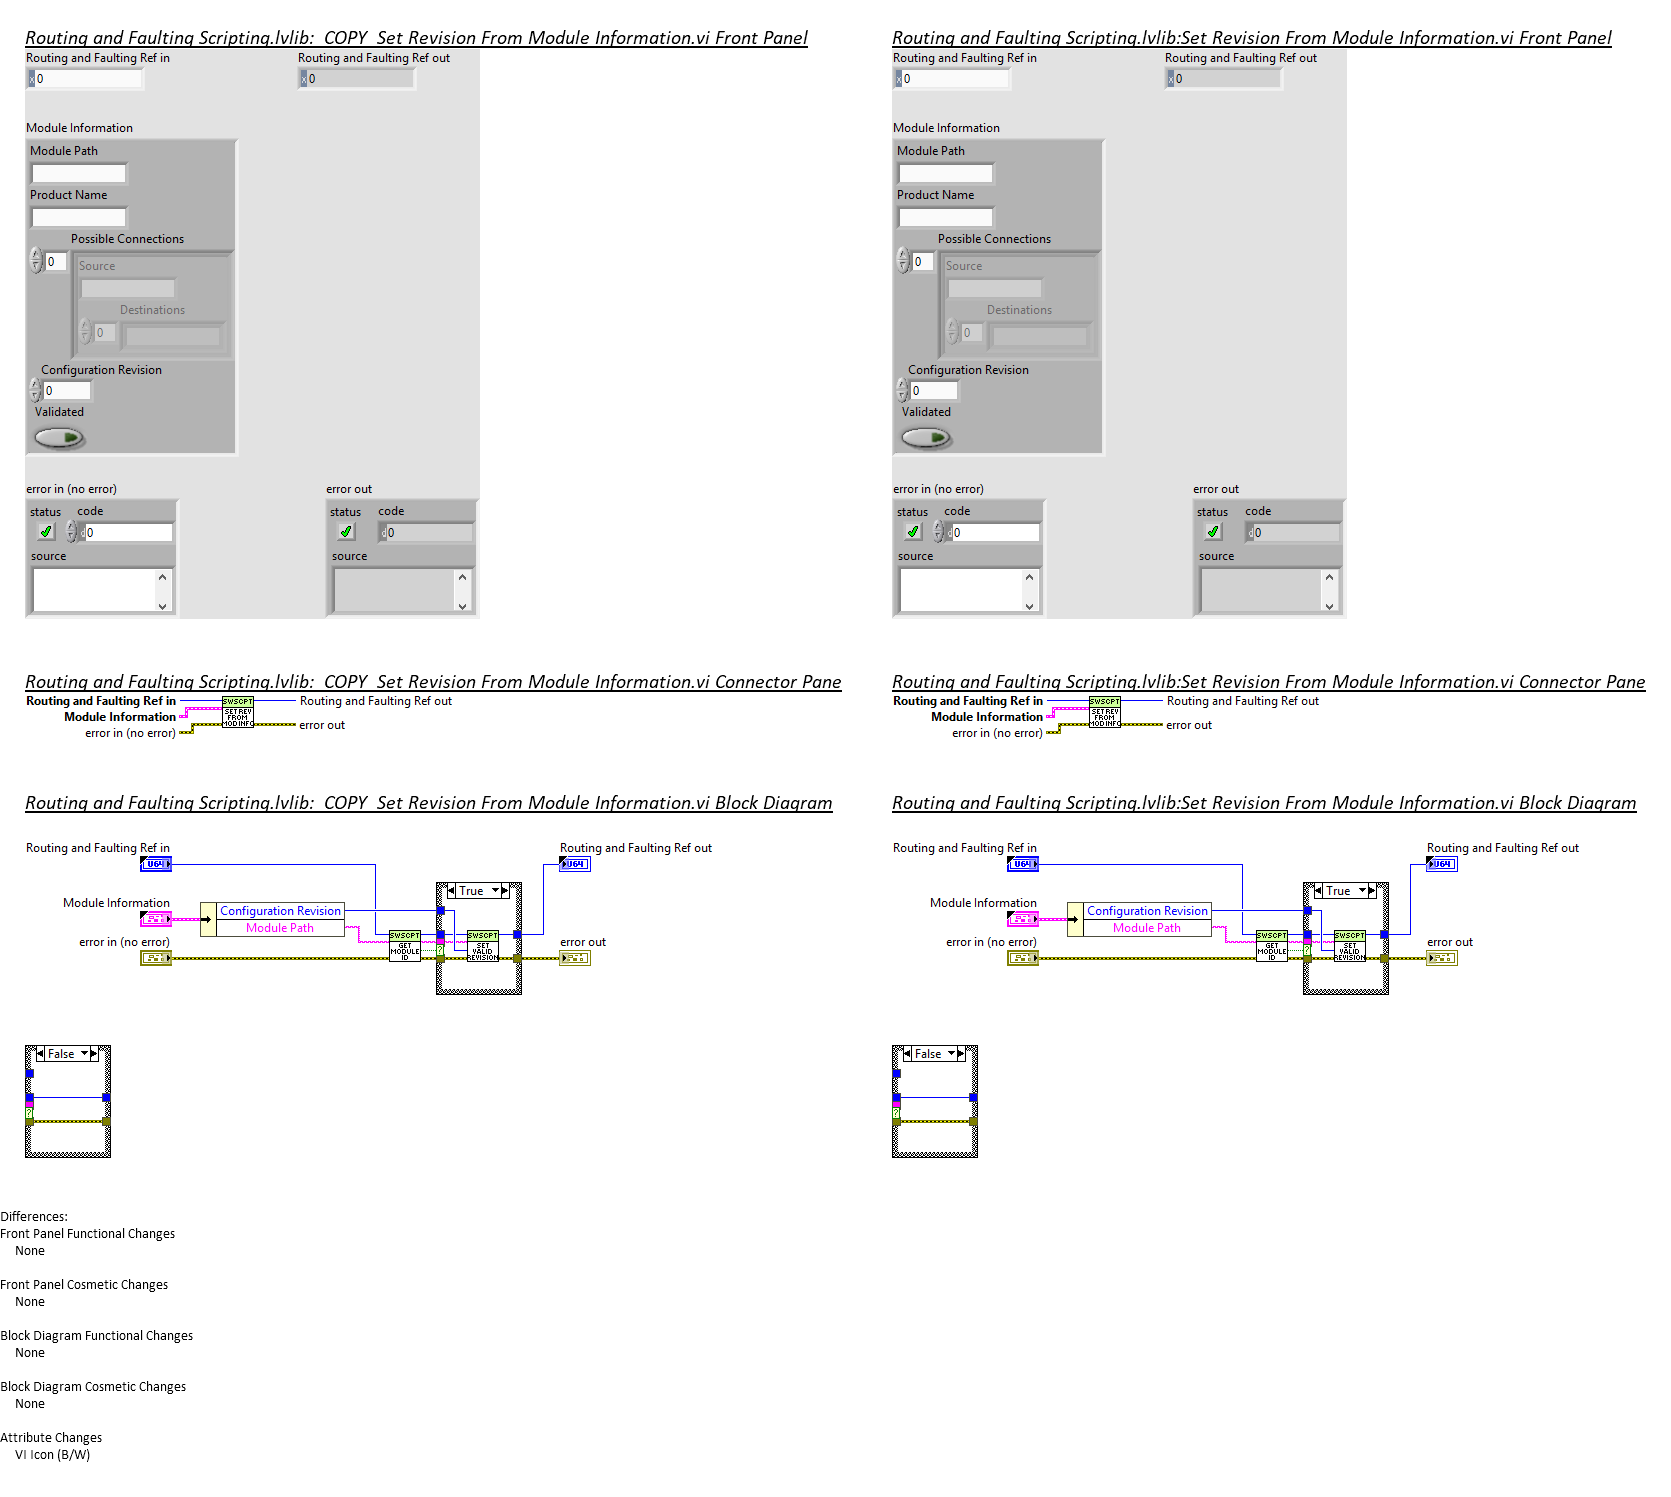 Routing and Faulting Scripting.lvlib:  COPY  Set Revision From Module Information.vi Front Panel
Routing and Faulting Ref in
Routing and Faulting Ref out
x 0
x 0
Module Information
Module Path
Product Name
Possible Connections
0
Source
Destinations
0
Configuration Revision
0
Validated
error in (no error)
error out
status code
d 0
source
status code
d 0
source
Routing and Faulting Scripting.lvlib:Set Revision From Module Information.vi Front Panel
Routing and Faulting Ref in
Routing and Faulting Ref out
x 0
x 0
Module Information
Module Path
Product Name
Possible Connections
0
Source
Destinations
0
Configuration Revision
0
Validated
error in (no error)
error out
status code
d 0
source
status code
d 0
source
Routing and Faulting Scripting.lvlib:  COPY  Set Revision From Module Information.vi Connector Pane
Routing and Faulting Ref in
Module Information
error in (no error)
SWSCPT
SET REV
FROM
MOD INFO
Routing and Faulting Ref out
error out
Routing and Faulting Scripting.lvlib:Set Revision From Module Information.vi Connector Pane
Routing and Faulting Ref in
Module Information
error in (no error)
SWSCPT
SET REV
FROM
MOD INFO
Routing and Faulting Ref out
error out
Routing and Faulting Scripting.lvlib:  COPY  Set Revision From Module Information.vi Block Diagram
Routing and Faulting Ref in
U64
Module Information
error in (no error)
Configuration Revision
Module Path
SWSCPT
GET
MODULE
ID
True
?
SWSCPT
SET
VALID
REVISION
Routing and Faulting Ref out
U64
error out
False
?
Routing and Faulting Scripting.lvlib:Set Revision From Module Information.vi Block Diagram
Routing and Faulting Ref in
U64
Module Information
error in (no error)
Configuration Revision
Module Path
SWSCPT
GET
MODULE
ID
True
?
SWSCPT
SET
VALID
REVISION
Routing and Faulting Ref out
U64
error out
False
?
Differences:
Front Panel Functional Changes
None
Front Panel Cosmetic Changes
None
Block Diagram Functional Changes
None
Block Diagram Cosmetic Changes
None
Attribute Changes
VI Icon (B/W)